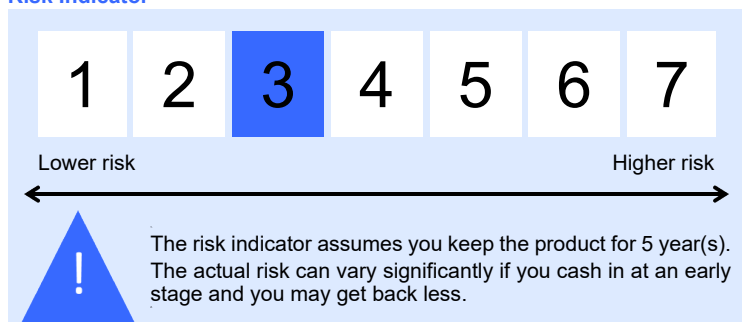 Risk Indicator
1 2 3 4 5 6 7
Lower risk Higher risk
!
The risk indicator assumes you keep the product for 5 year(s).
The actual risk can vary significantly if you cash in at an early
stage and you may get back less.